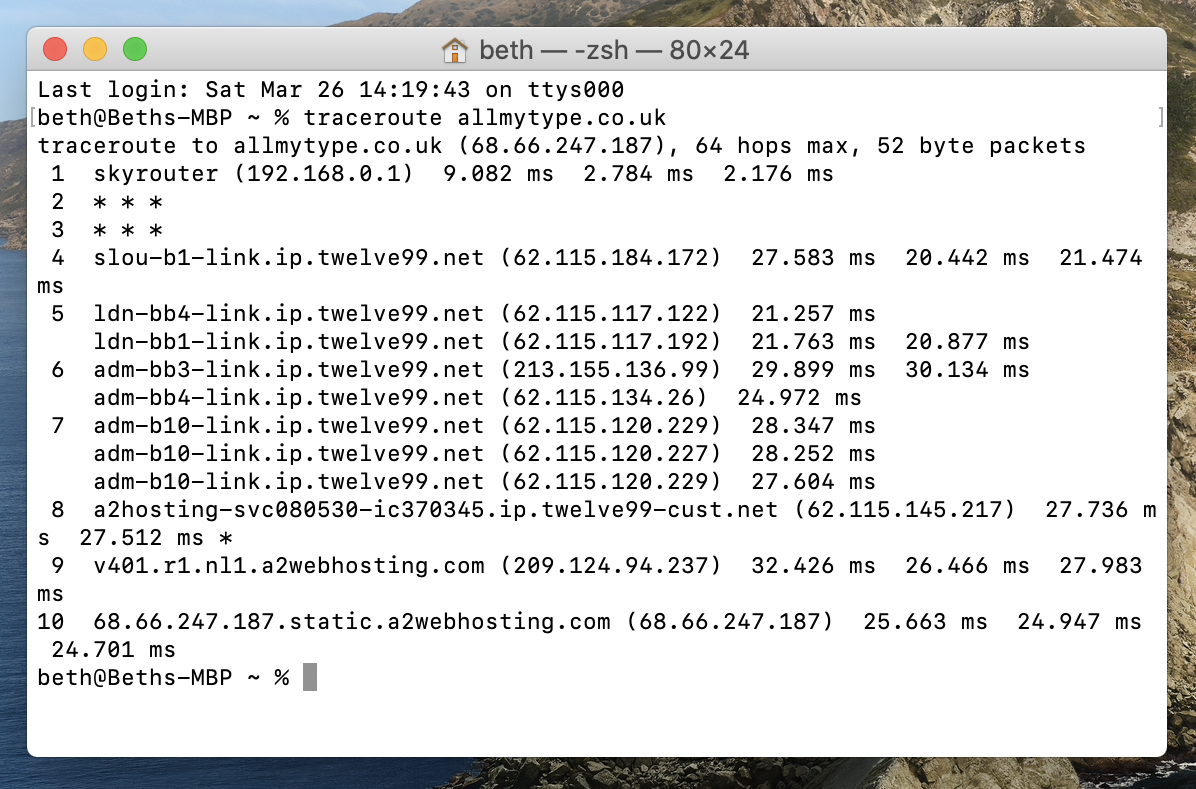 beth — -zsh — 80×24
Last login: Sat Mar 26 14:19:43 on ttys000
[beth@Beths-MBP ~ % traceroute allmytype.co.uk ]
traceroute to allmytype.co.uk (68.66.247.187), 64 hops max, 52 byte packets
 1  skyrouter (192.168.0.1)  9.082 ms  2.784 ms  2.176 ms
 2  * * *
 3  * * *
 4  slou-b1-link.ip.twelve99.net (62.115.184.172)  27.583 ms  20.442 ms  21.474
ms
 5  ldn-bb4-link.ip.twelve99.net (62.115.117.122)  21.257 ms
    ldn-bb1-link.ip.twelve99.net (62.115.117.192)  21.763 ms  20.877 ms
 6  adm-bb3-link.ip.twelve99.net (213.155.136.99)  29.899 ms  30.134 ms
    adm-bb4-link.ip.twelve99.net (62.115.134.26)  24.972 ms
 7  adm-b10-link.ip.twelve99.net (62.115.120.229)  28.347 ms
    adm-b10-link.ip.twelve99.net (62.115.120.227)  28.252 ms
    adm-b10-link.ip.twelve99.net (62.115.120.229)  27.604 ms
 8  a2hosting-svc080530-ic370345.ip.twelve99-cust.net (62.115.145.217)  27.736 m
s  27.512 ms *
 9  v401.r1.nl1.a2webhosting.com (209.124.94.237)  32.426 ms  26.466 ms  27.983
ms
10  68.66.247.187.static.a2webhosting.com (68.66.247.187)  25.663 ms  24.947 ms
 24.701 ms
beth@Beths-MBP ~ %